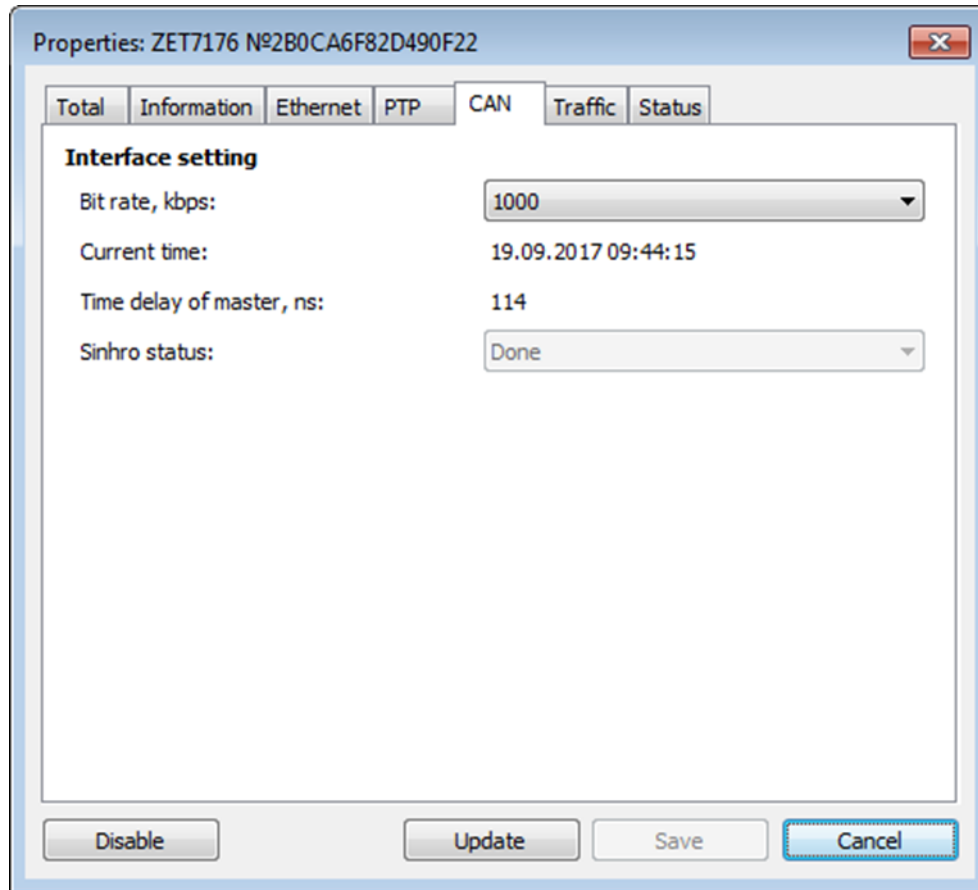 Properties: ZET7176 №2B0CA6F82D490F22
Total Information Ethernet PTP CAN Traffic Status
Interface setting
Bit rate, kbps: 1000
Current time: 19.09.2017 09:44:15
Time delay of master, ns: 114
Sinhro status: Done
Disable Update Save Cancel